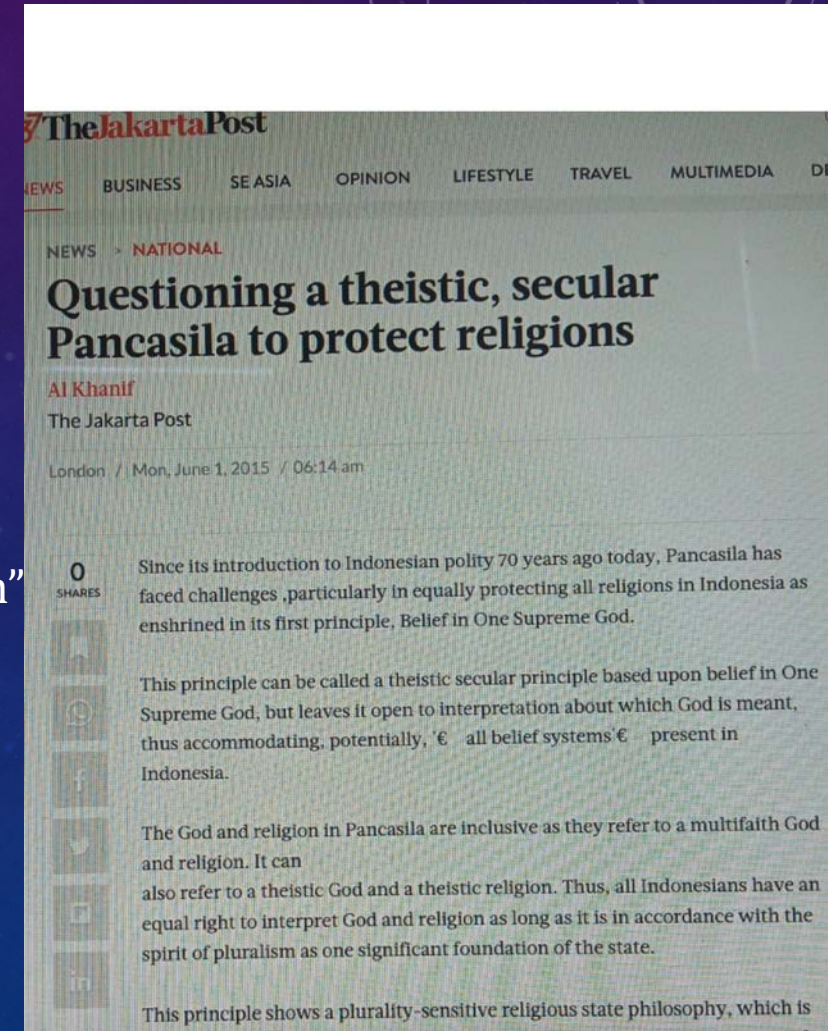 TheJakartaPost
NEWS BUSINESS SE ASIA OPINION LIFESTYLE TRAVEL MULTIMEDIA
NEWS > NATIONAL
Questioning a theistic, secular
Pancasila to protect religions
Al Khanif
The Jakarta Post
London / Mon, June 1, 2015 / 06:14 am
0
SHARES
Since its introduction to Indonesian polity 70 years ago today, Pancasila has
faced challenges ,particularly in equally protecting all religions in Indonesia as
enshrined in its first principle, Belief in One Supreme God.
This principle can be called a theistic secular principle based upon belief in One
Supreme God, but leaves it open to interpretation about which God is meant,
thus accommodating, potentially, '€ all belief systems'€ present in
Indonesia.
The God and religion in Pancasila are inclusive as they refer to a multifaith God
and religion. It can
also refer to a theistic God and a theistic religion. Thus, all Indonesians have an
equal right to interpret God and religion as long as it is in accordance with the
spirit of pluralism as one significant foundation of the state.
This principle shows a plurality-sensitive religious state philosophy, which is